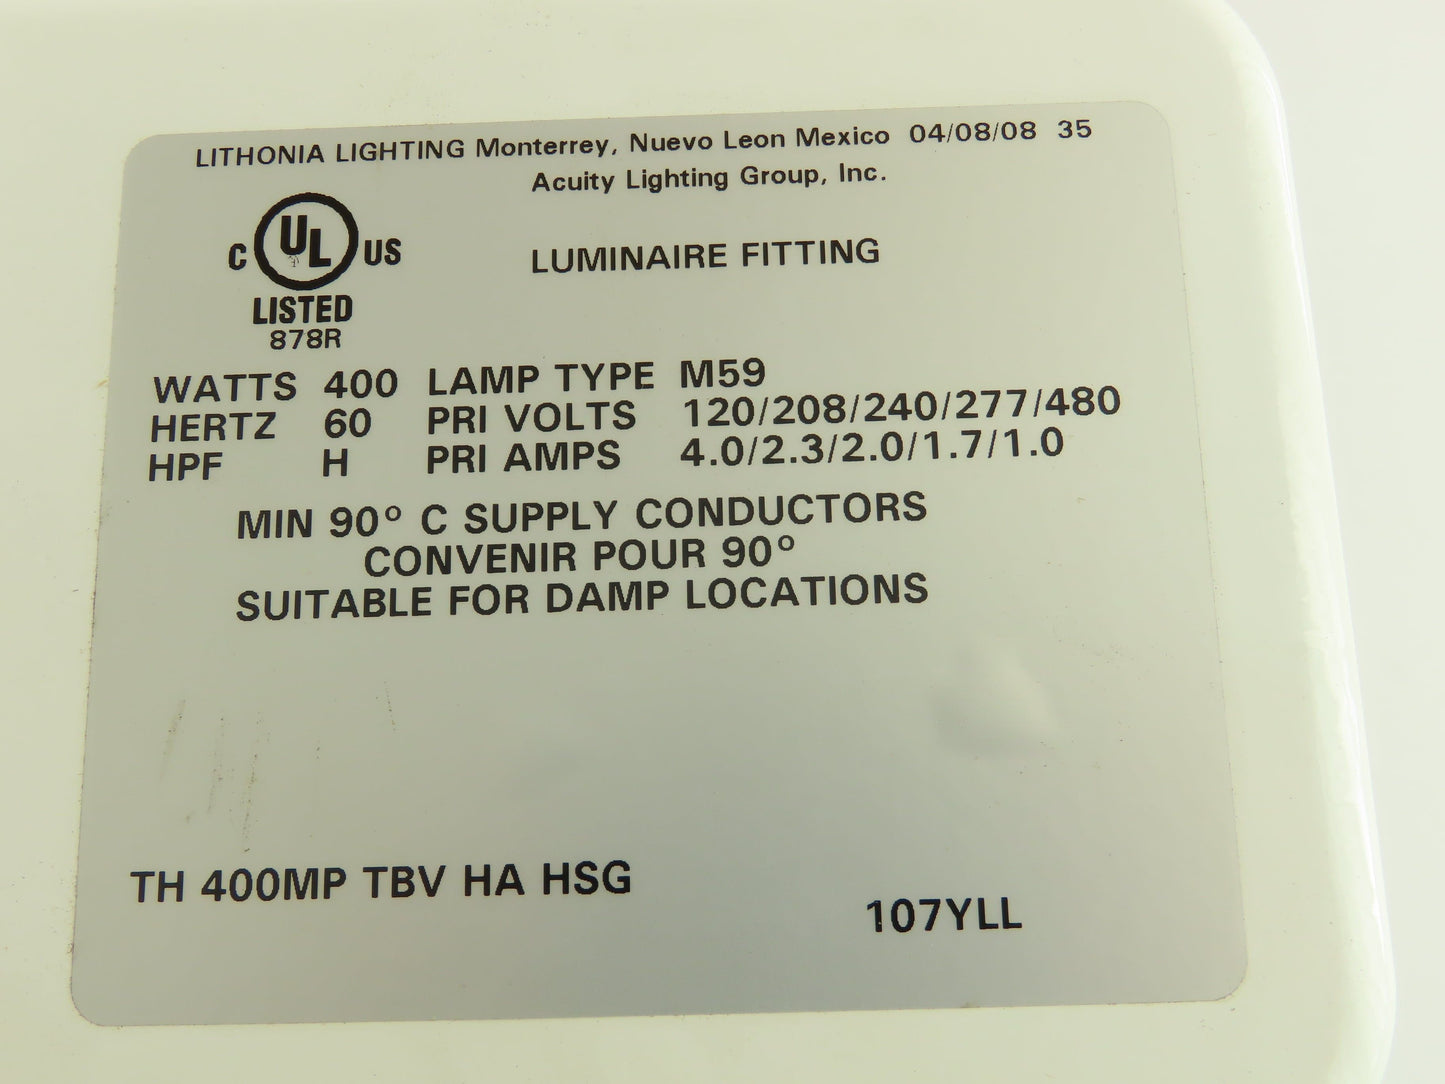 LITHONIA LIGHTING Monterrey, Nuevo Leon Mexico 04/08/08 35
Acuity Lighting Group, Inc.
C UL US
LISTED
878R
LUMINAIRE FITTING
WATTS 400 LAMP TYPE M59
HERTZ 60 PRI VOLTS 120/208/240/277/480
HPF H PRI AMPS 4.0/2.3/2.0/1.7/1.0
MIN 90° C SUPPLY CONDUCTORS
CONVENIR POUR 90°
SUITABLE FOR DAMP LOCATIONS
TH 400MP TBV HA HSG
107YLL